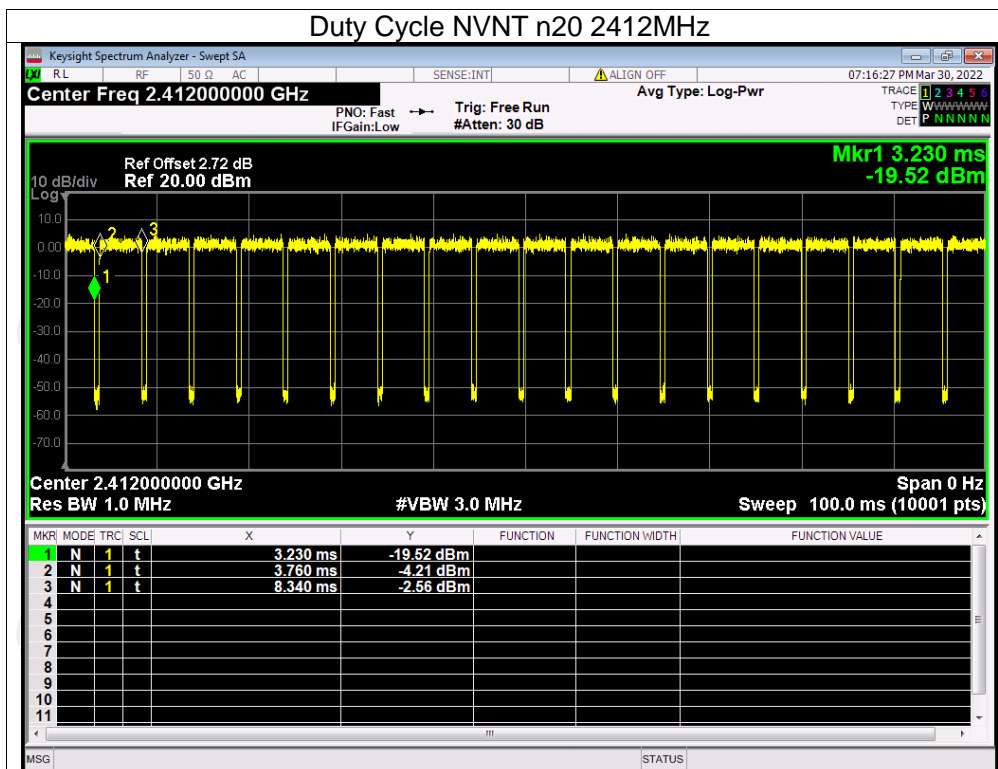 Duty Cycle NVNT n20 2412MHz
Keysight Spectrum Analyzer - Swept SA
LXI RL RF 50 Ω AC SENSE:INT ALIGN OFF 07:16:27 PM Mar 30, 2022
Center Freq 2.412000000 GHz Avg Type: Log-Pwr TRACE 1 2 3 4 5 6
PNO: Fast Trig: Free Run TYPE WWWWWW
IFGain:Low #Atten: 30 dB DET P N N N N N
Mkr1 3.230 ms
Ref Offset 2.72 dB
10 dB/div Ref 20.00 dBm -19.52 dBm
Log
10.0
0.00
-10.0
-20.0
-30.0
-40.0
-50.0
-60.0
-70.0
2 3
1
Center 2.412000000 GHz Span 0 Hz
Res BW 1.0 MHz #VBW 3.0 MHz Sweep 100.0 ms (10001 pts)
MKR MODE TRC SCL X Y FUNCTION FUNCTION WIDTH FUNCTION VALUE
1 N 1 t 3.230 ms -19.52 dBm
2 N 1 t 3.760 ms -4.21 dBm
3 N 1 t 8.340 ms -2.56 dBm
4
5
6
7
8
9
10
11
MSG STATUS